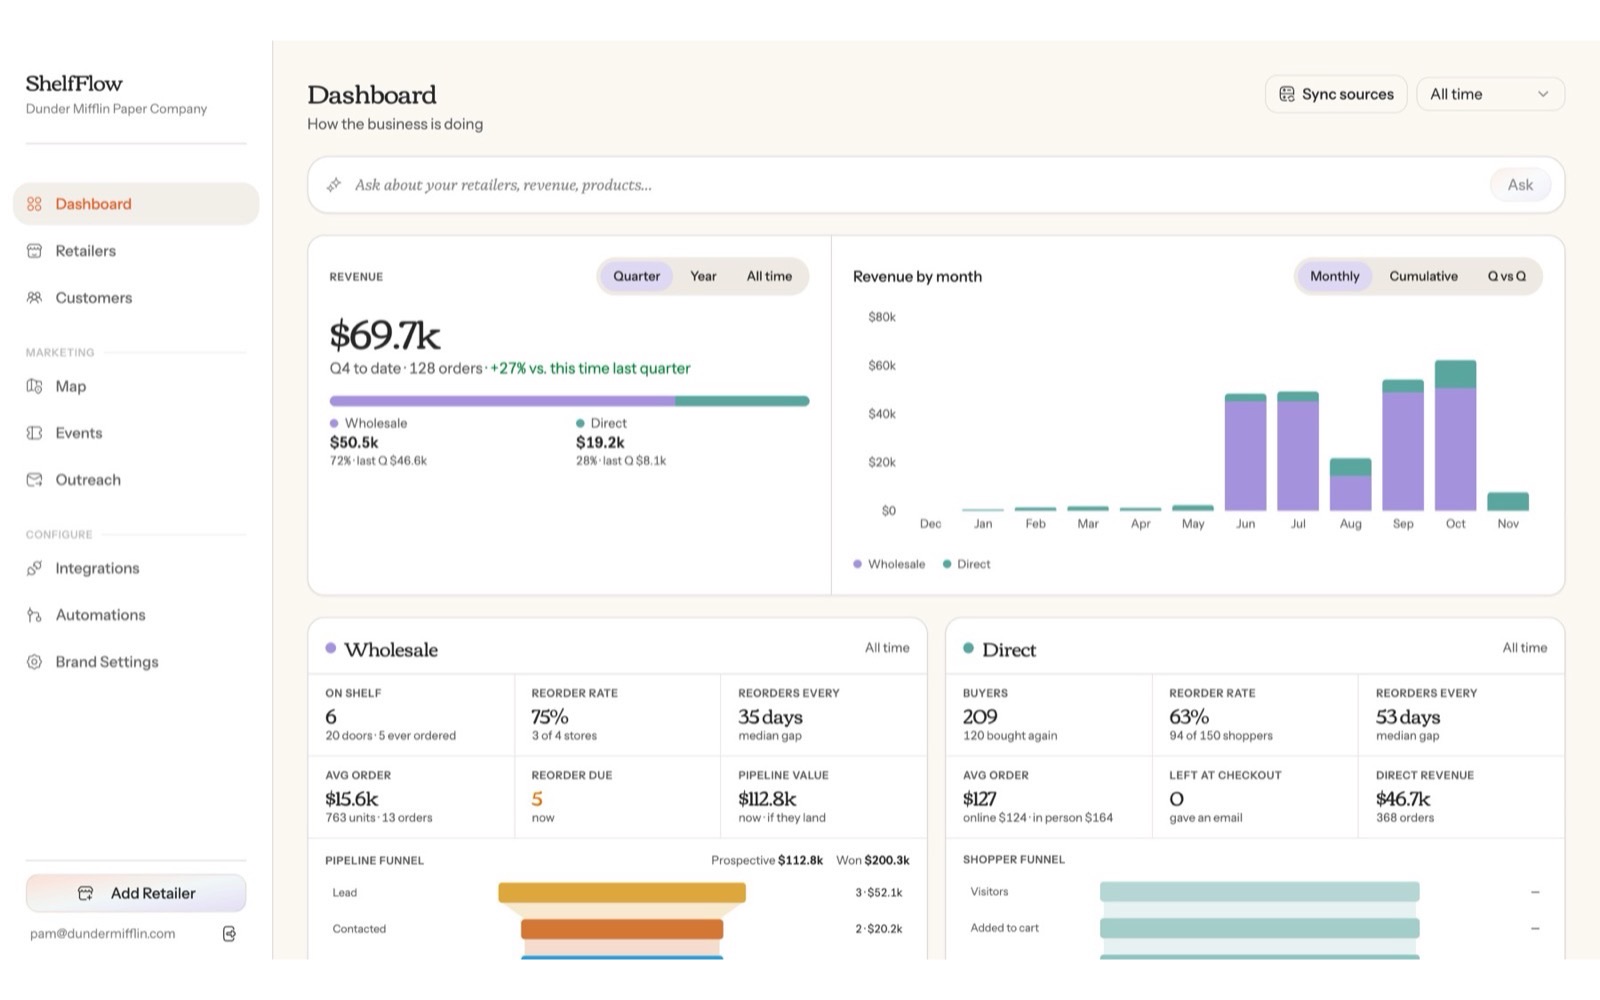 ShelfFlow
Dunder Mifflin Paper Company
Dashboard
Retailers
Customers
MARKETING
Map
Events
Outreach
CONFIGURE
Integrations
Automations
Brand Settings
Add Retailer
pam@dundermifflin.com
Dashboard
How the business is doing
Sync sources
All time
Ask about your retailers, revenue, products...
Ask
REVENUE
Quarter Year All time
$69.7k
Q4 to date · 128 orders · +27% vs. this time last quarter
Wholesale
$50.5k
72% · last Q $46.6k
Direct
$19.2k
28% · last Q $8.1k
Revenue by month
Monthly Cumulative Q vs Q
$80k
$60k
$40k
$20k
$0
Dec Jan Feb Mar Apr May Jun Jul Aug Sep Oct Nov
Wholesale Direct
Wholesale
All time
ON SHELF
6
20 doors · 5 ever ordered
REORDER RATE
75%
3 of 4 stores
REORDERS EVERY
35 days
median gap
AVG ORDER
$15.6k
763 units · 13 orders
REORDER DUE
5
now
PIPELINE VALUE
$112.8k
now · if they land
PIPELINE FUNNEL
Prospective $112.8k Won $200.3k
Lead 3 · $52.1k
Contacted 2 · $20.2k
Direct
All time
BUYERS
209
120 bought again
REORDER RATE
63%
94 of 150 shoppers
REORDERS EVERY
53 days
median gap
AVG ORDER
$127
online $124 · in person $164
LEFT AT CHECKOUT
0
gave an email
DIRECT REVENUE
$46.7k
368 orders
SHOPPER FUNNEL
Visitors –
Added to cart –